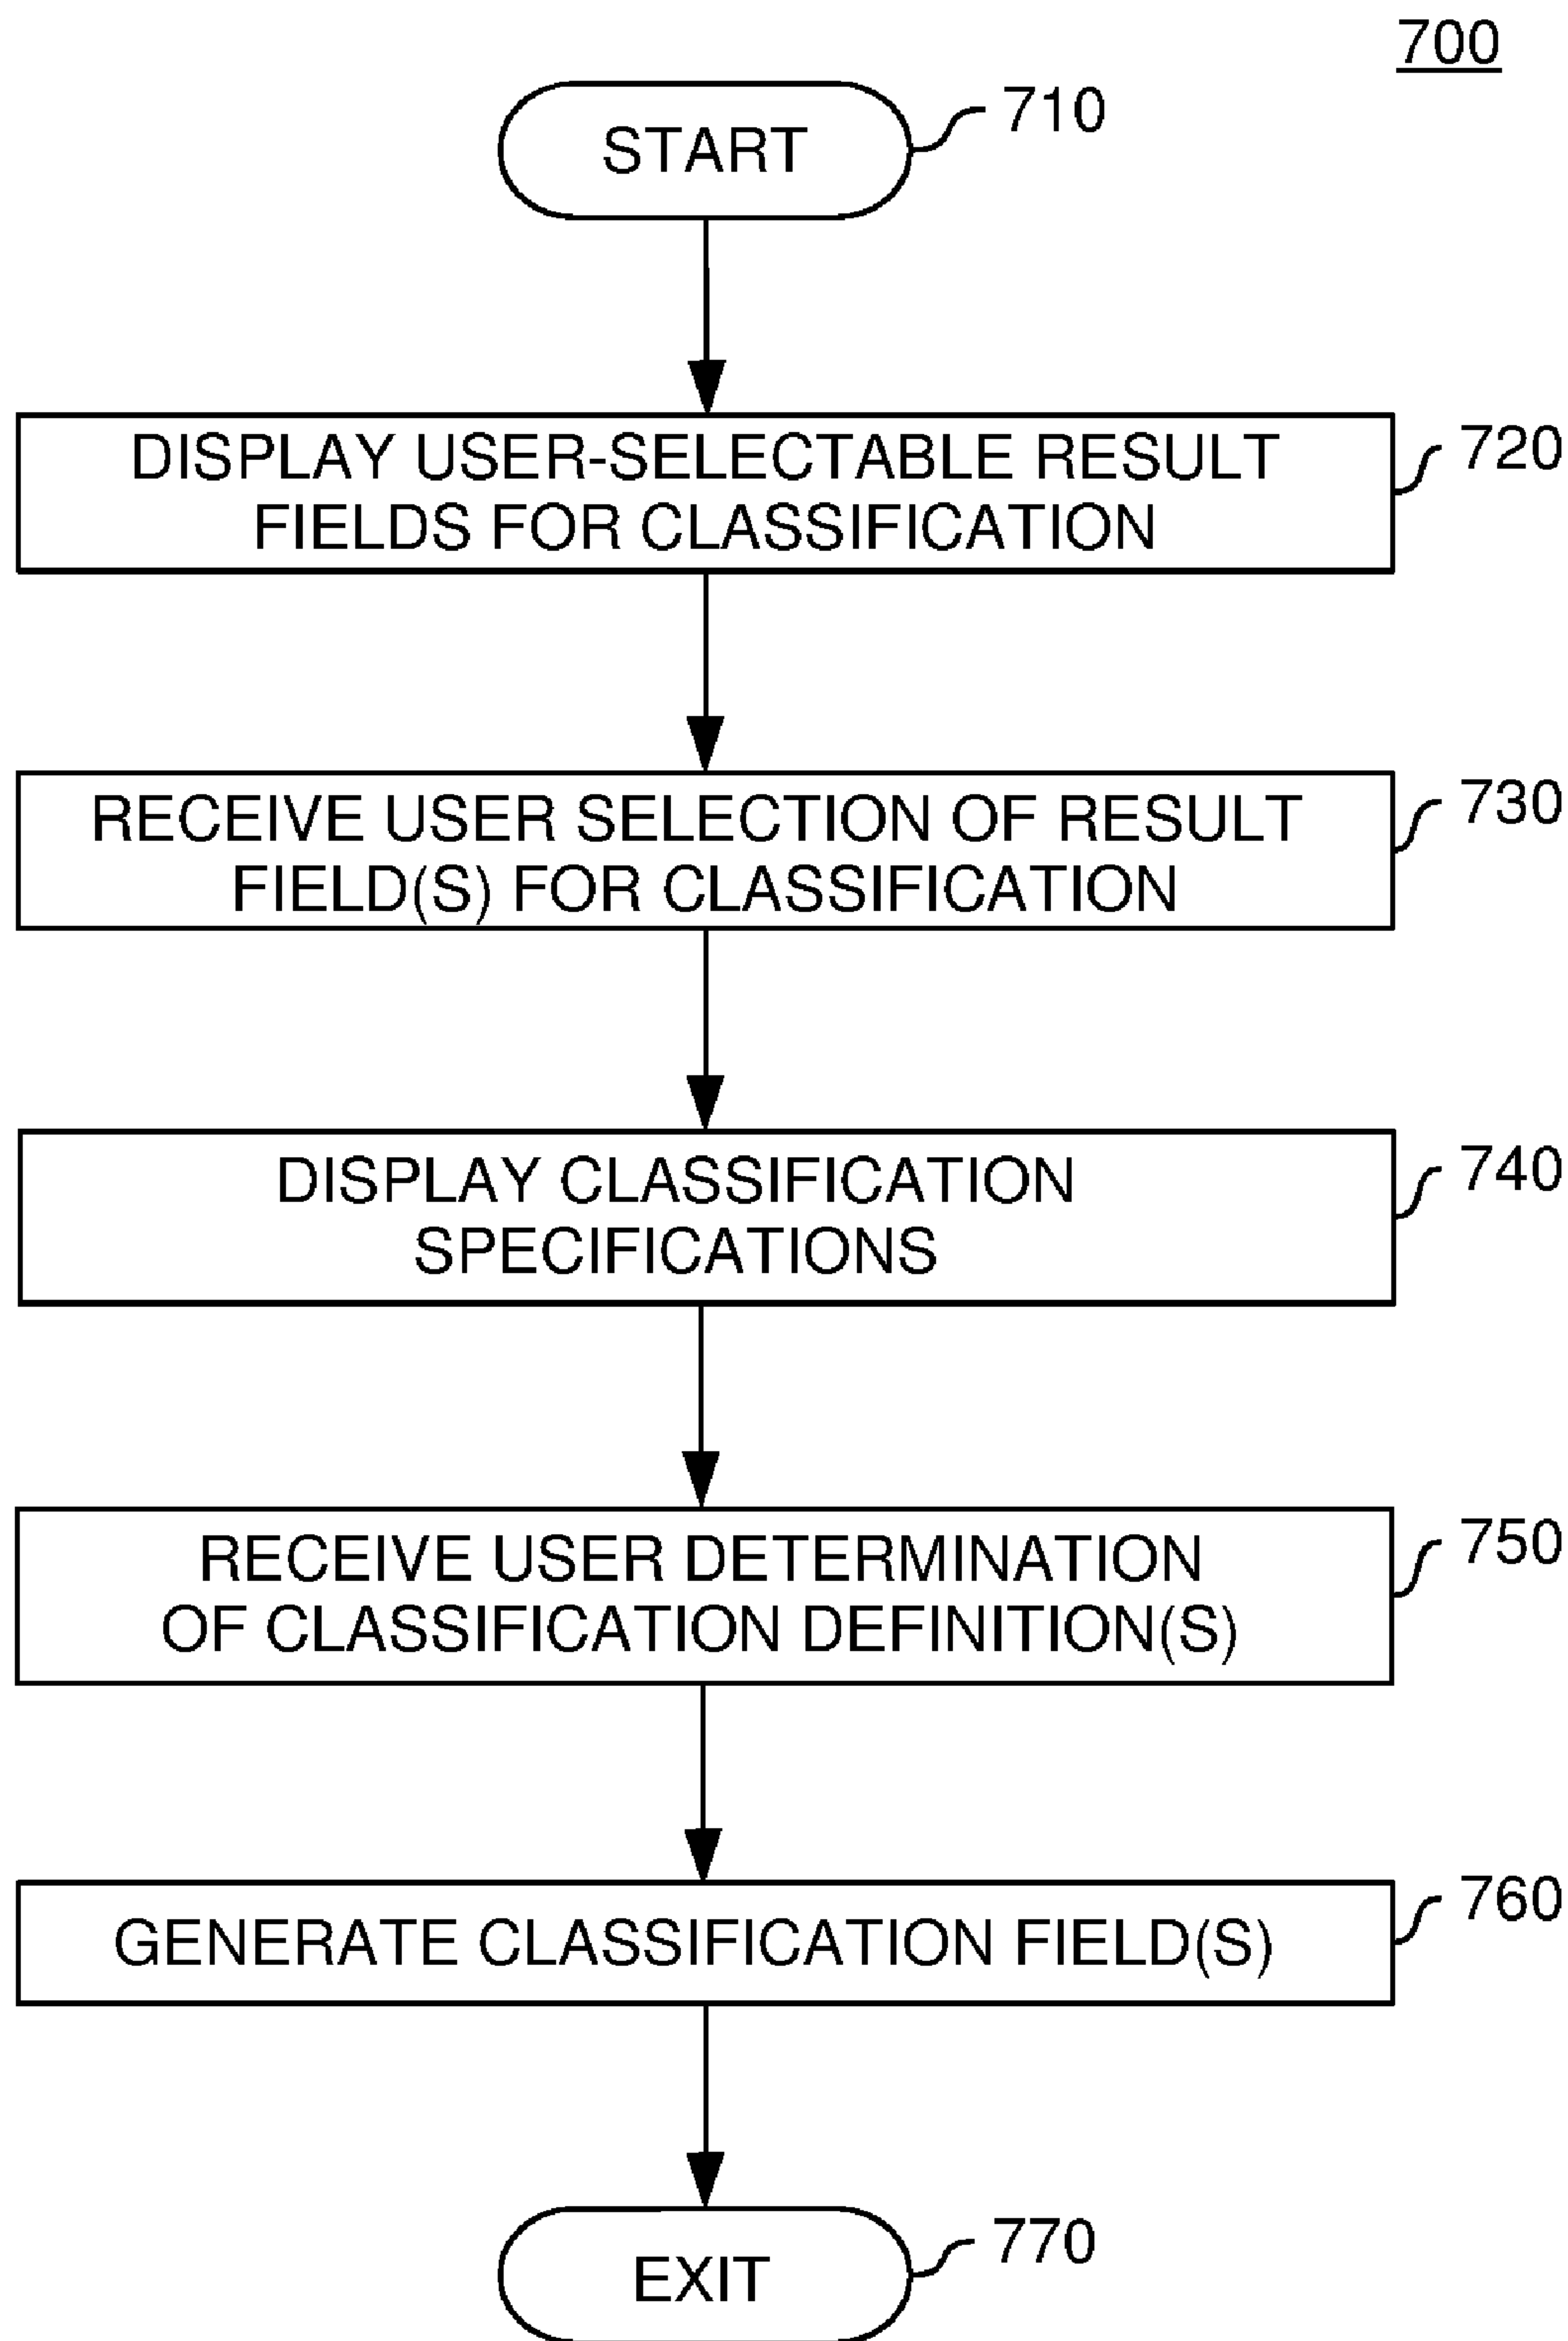 700
START
710
DISPLAY USER-SELECTABLE RESULT
FIELDS FOR CLASSIFICATION
720
RECEIVE USER SELECTION OF RESULT
FIELD(S) FOR CLASSIFICATION
730
DISPLAY CLASSIFICATION
SPECIFICATIONS
740
RECEIVE USER DETERMINATION
OF CLASSIFICATION DEFINITION(S)
750
GENERATE CLASSIFICATION FIELD(S)
760
EXIT
770